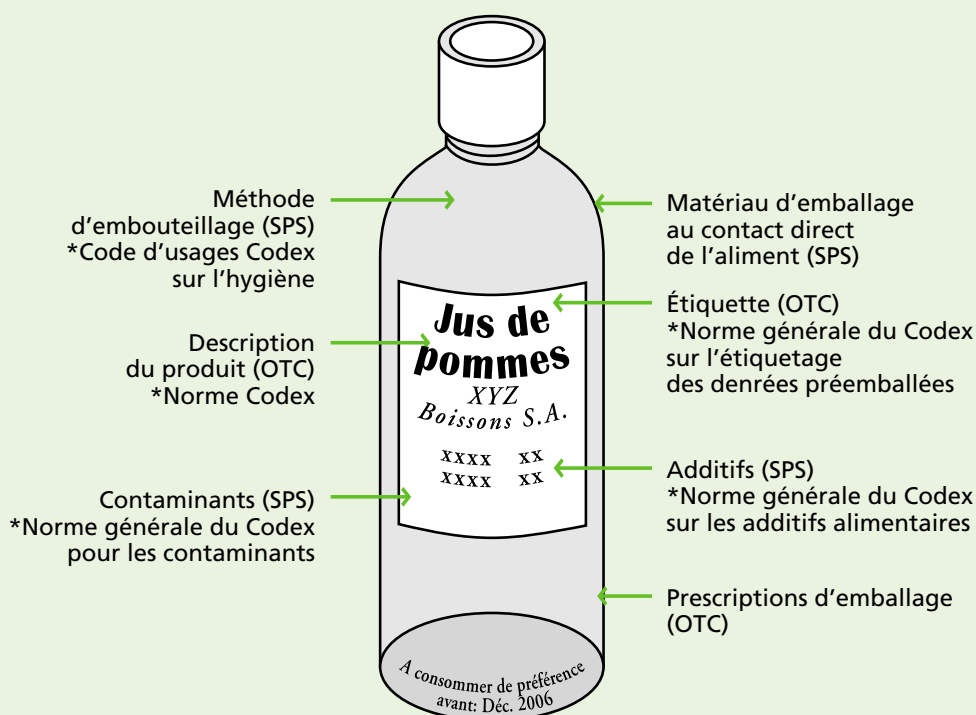 Méthode
d'embouteillage (SPS)
*Code d'usages Codex
sur l'hygiène
Description
du produit (OTC)
*Norme Codex
Contaminants (SPS)
*Norme générale du Codex
pour les contaminants
Jus de
pommes
XYZ
Boissons S.A.
xxxx xx
xxxx xx
A consommer de préférence
avant: Déc. 2006
Matériau d'emballage
au contact direct
de l'aliment (SPS)
Étiquette (OTC)
*Norme générale du Codex
sur l'étiquetage
des denrées préemballées
Additifs (SPS)
*Norme générale du Codex
sur les additifs alimentaires
Prescriptions d'emballage
(OTC)